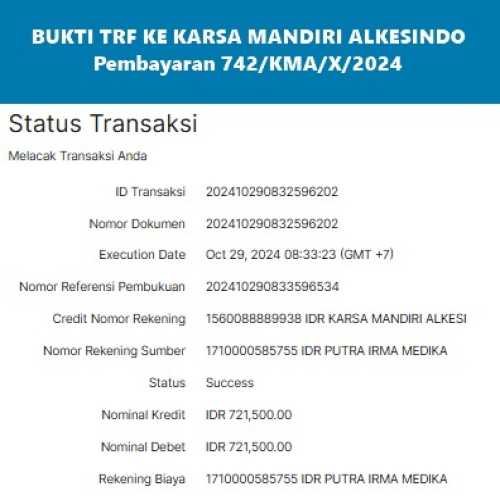 BUKTI TRF KE KARSA MANDIRI ALKESINDO
Pembayaran 742/KMA/X/2024
Status Transaksi
Melacak Transaksi Anda
ID Transaksi 202410290832596202
Nomor Dokumen 202410290832596202
Execution Date Oct 29, 2024 08:33:23 (GMT +7)
Nomor Referensi Pembukuan 202410290833596534
Credit Nomor Rekening 1560088889938 IDR KARSA MANDIRI ALKESI
Nomor Rekening Sumber 1710000585755 IDR PUTRA IRMA MEDIKA
Status Success
Nominal Kredit IDR 721,500.00
Nominal Debet IDR 721,500.00
Rekening Biaya 1710000585755 IDR PUTRA IRMA MEDIKA